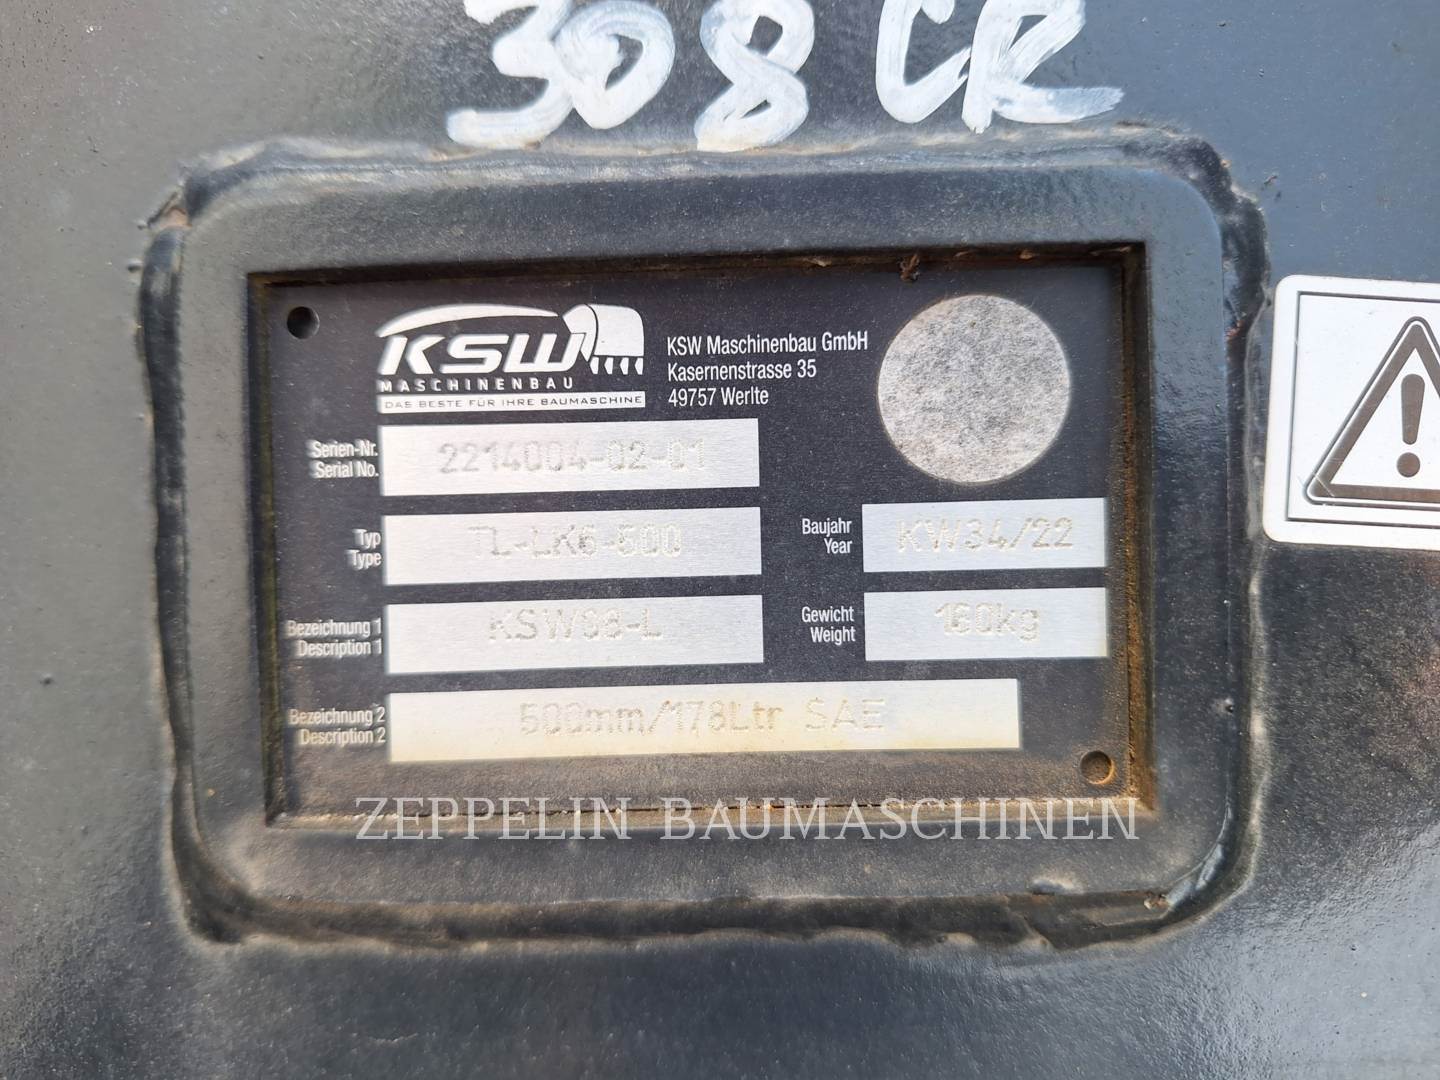 308 CR
KSW
MASCHINENBAU
DAS BESTE FÜR IHRE BAUMASCHINE
KSW Maschinenbau GmbH
Kasernenstrasse 35
49757 Werlte
Serien-Nr.
Serial No.
2214004-02-01
Typ
Type
TL-LK6-500
Baujahr
Year
KW34/22
Bezeichnung 1
Description 1
KSW08-L
Gewicht
Weight
160kg
Bezeichnung 2
Description 2
500mm/178Ltr SAE
ZEPPELIN BAUMASCHINEN